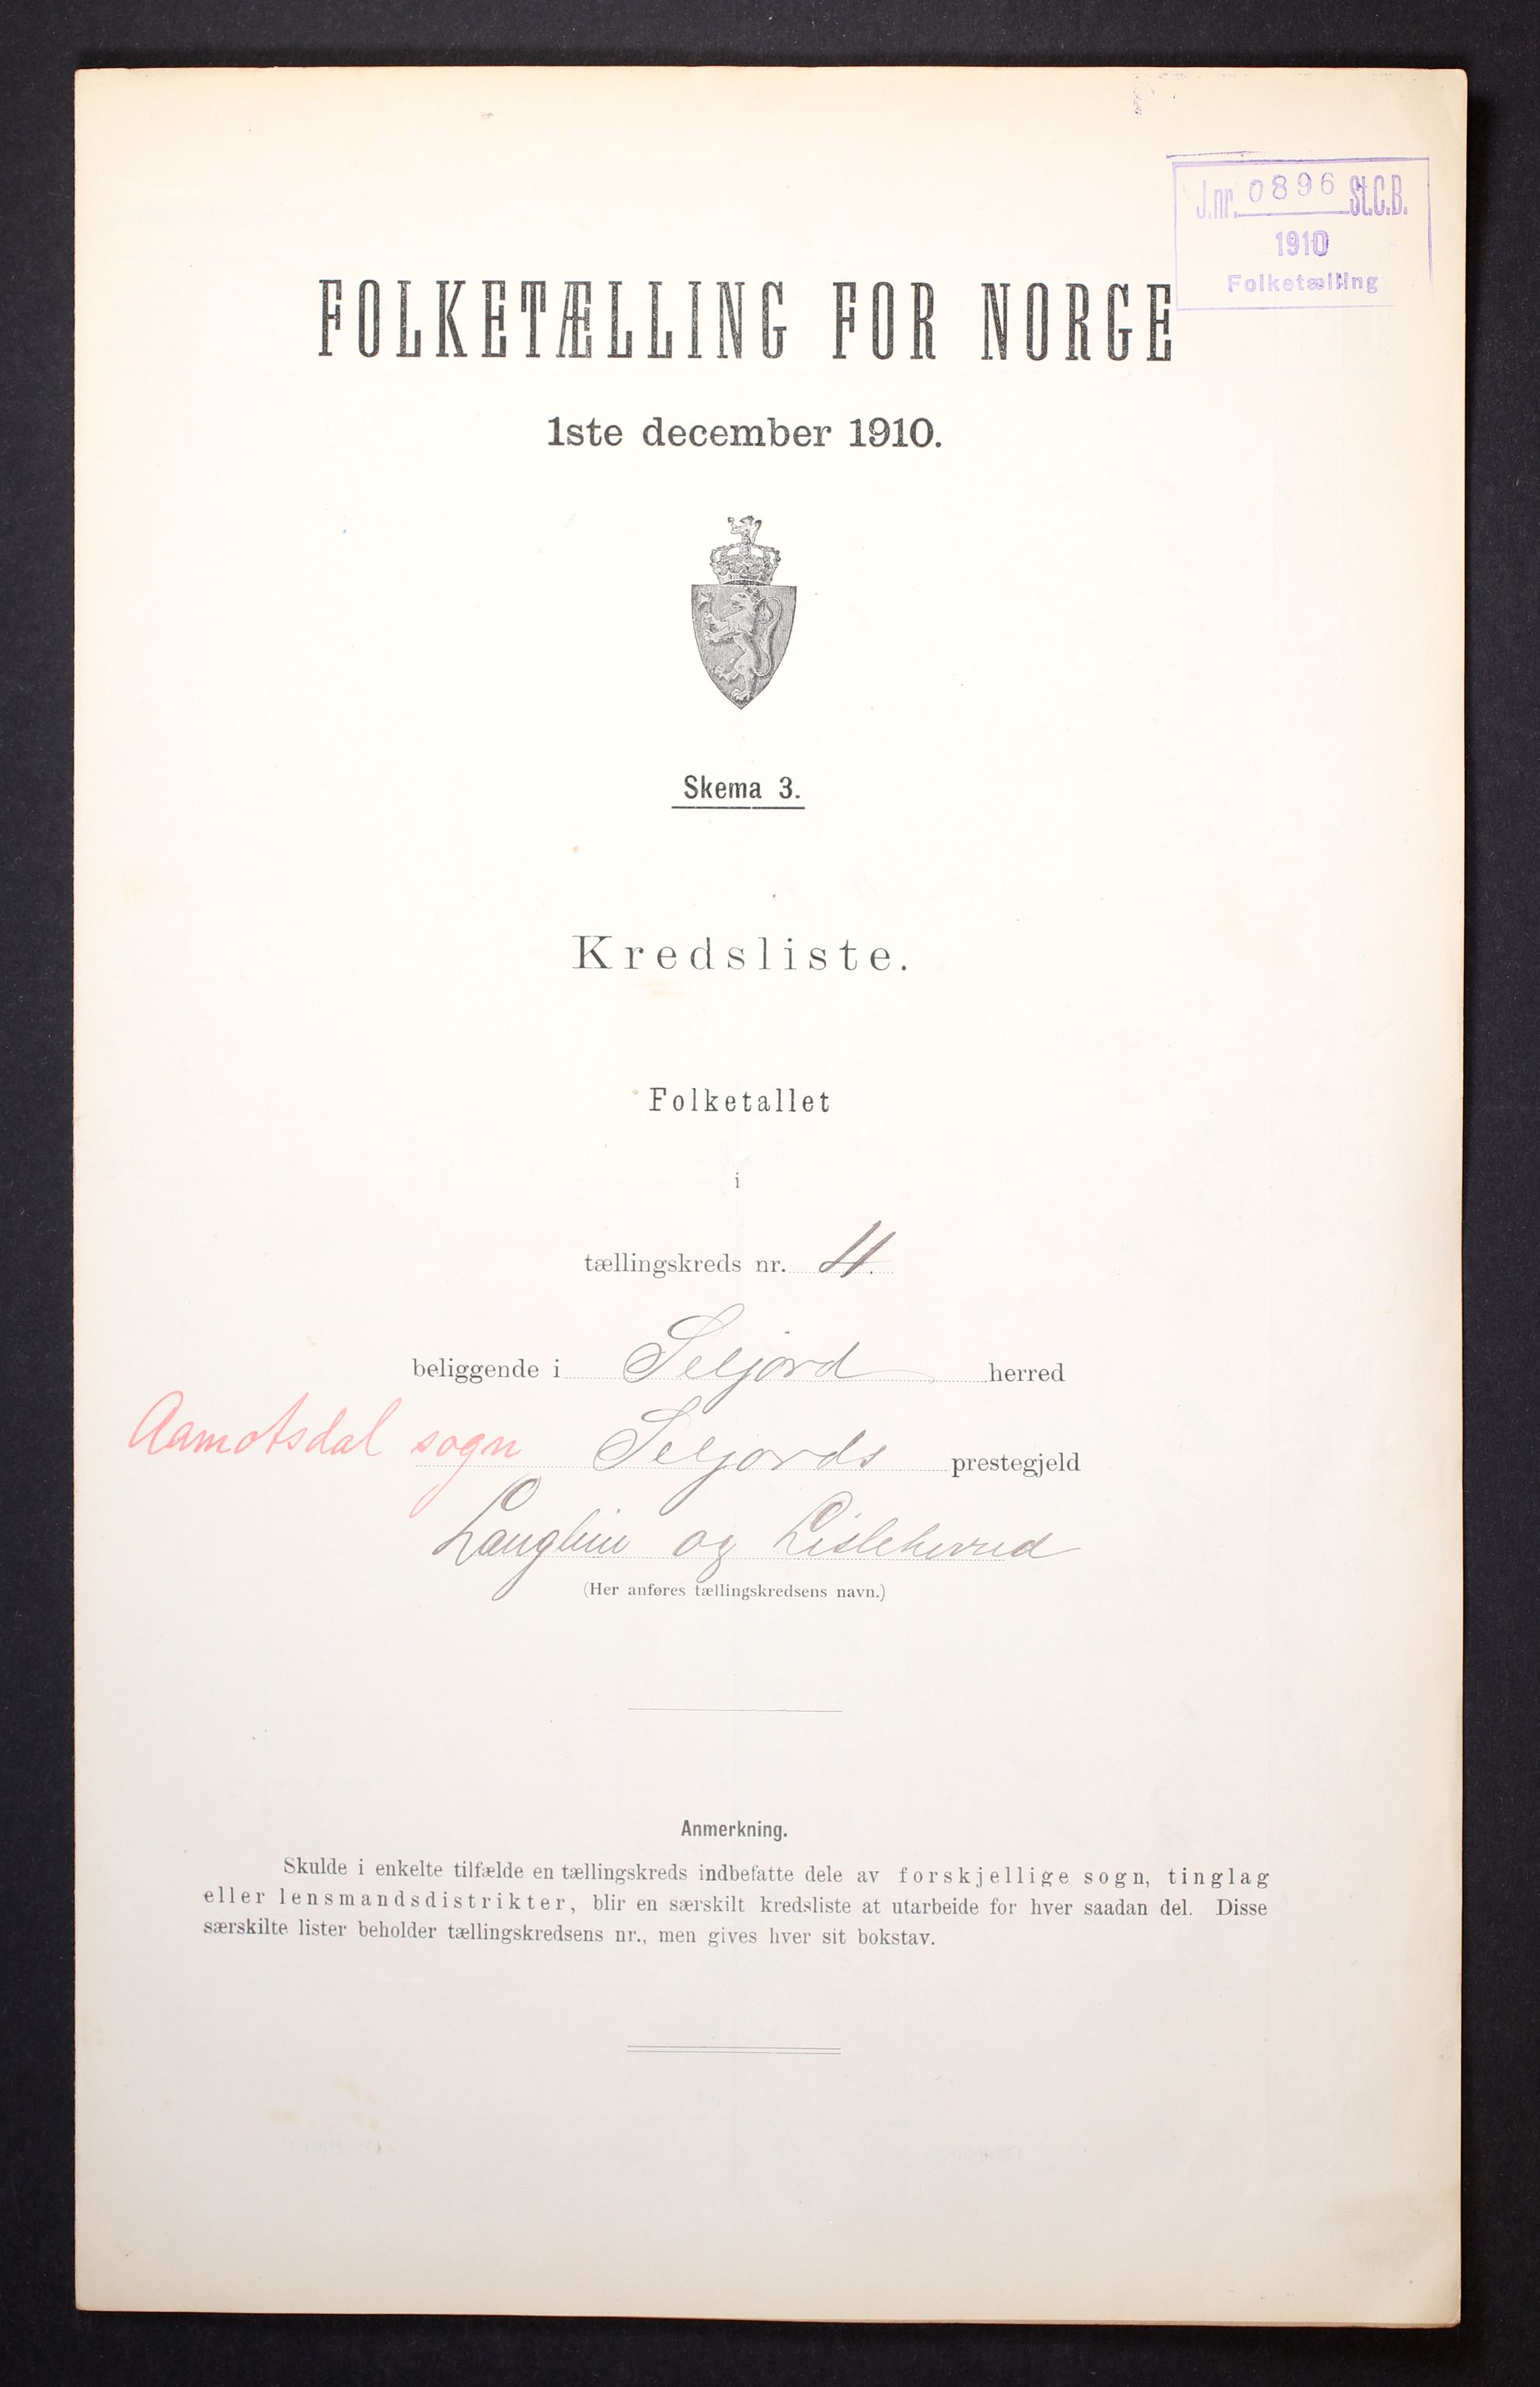 J.nr. 0896 St.C.B.
1910
Folketælling
FOLKETÆLLING FOR NORGE
1ste december 1910.
Skema 3.
Kredsliste.
Folketallet
i
tællingskreds nr. 4.
beliggende i Seljord herred
Aamotsdal sogn Seljords prestegjeld
Langlim og
(Her anføres tællingskredsens navn.)
Anmerkning.
Skulde i enkelte tilfælde en tællingskreds indbefatte dele av forskjellige sogn, tinglag
eller lensmandsdistrikter, blir en særskilt kredsliste at utarbeide for hver saadan del. Disse
særskilte lister beholder tællingskredsens nr., men gives hver sit bokstav.